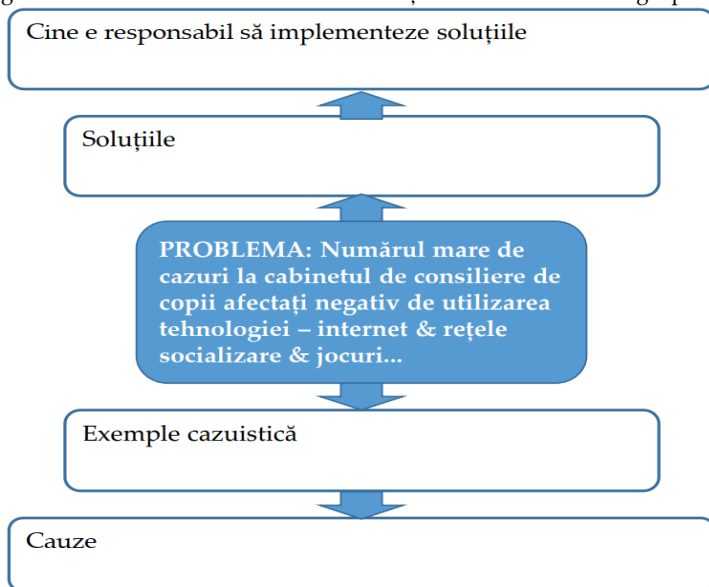 Cine e responsabil să implementeze soluțiile
Soluțiile
PROBLEMA: Numărul mare de
cazuri la cabinetul de consiliere de
copii afectați negativ de utilizarea
tehnologiei – internet & rețele
socializare & jocuri...
Exemple cazuistică
Cauze